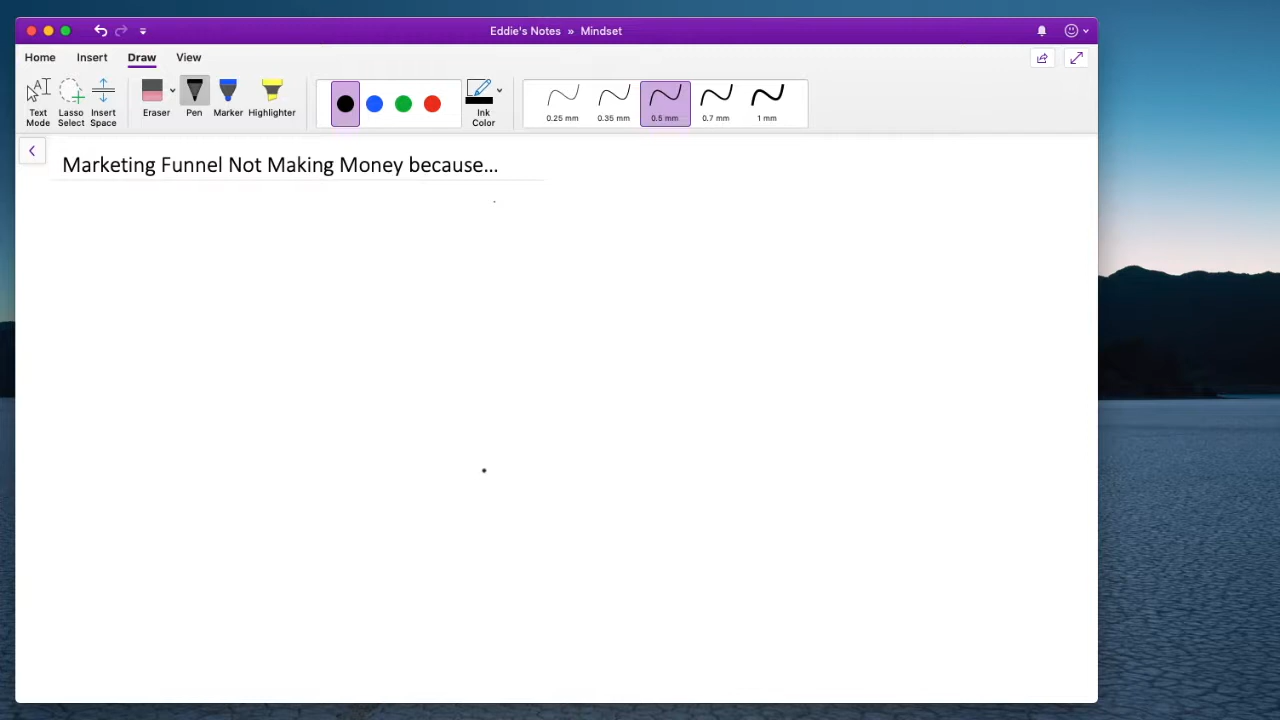 Eddie's Notes » Mindset
Home Insert Draw View
Text Mode
Lasso Select
Insert Space
Eraser
Pen
Marker
Highlighter
Ink Color
0.25 mm
0.35 mm
0.5 mm
0.7 mm
1 mm
Marketing Funnel Not Making Money because...